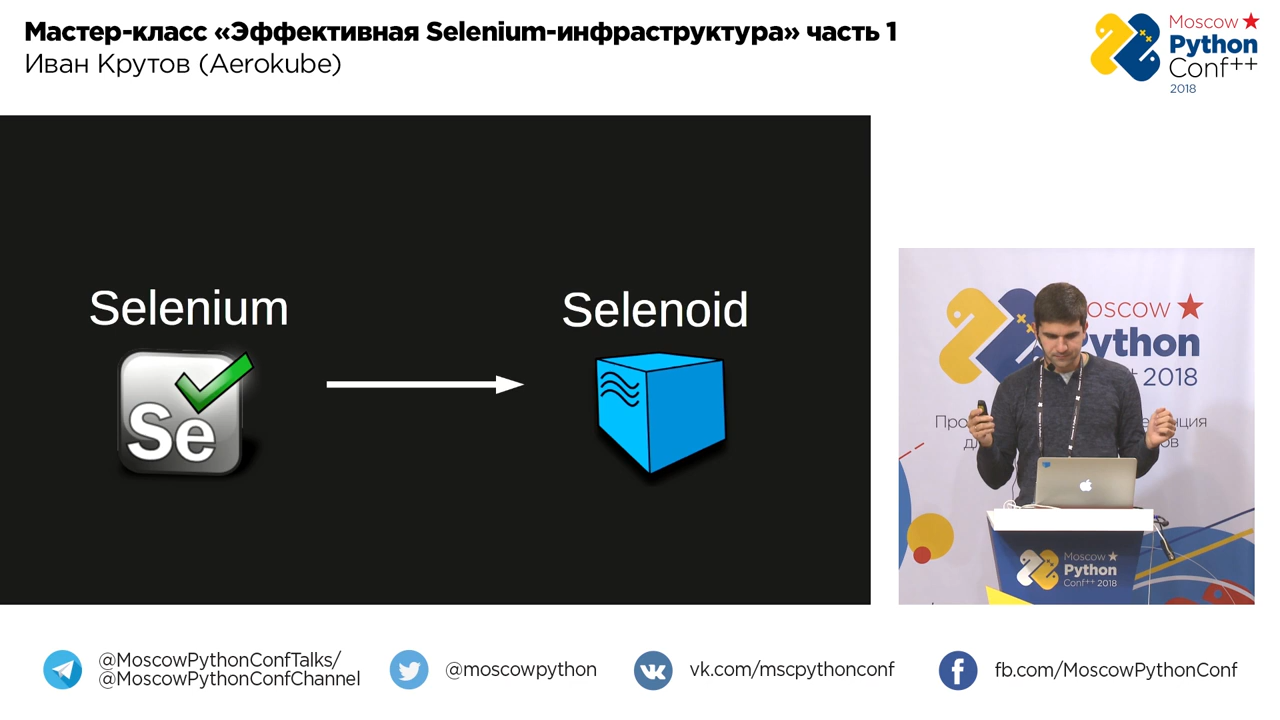 Мастер-класс «Эффективная Selenium-инфраструктура» часть 1
Иван Крутов (Aerokube)
Moscow
Python
Conf++
2018
Selenium
Selenoid
Se
Moscow
Python
++ 2018
Moscow
Python
Conf++ 2018
@MoscowPythonConfTalks/
@MoscowPythonConfChannel
@moscowpython
vk.com/mscpythonconf
fb.com/MoscowPythonConf